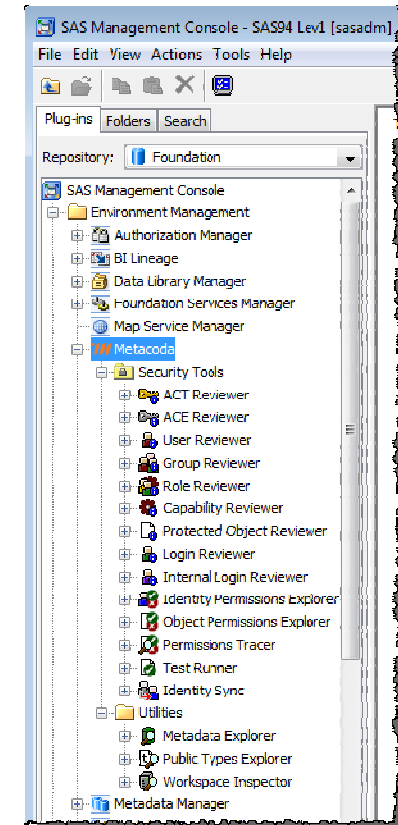 SAS Management Console - SAS94 Lev1 [sasadm]
File Edit View Actions Tools Help
Plug-ins Folders Search
Repository: Foundation
SAS Management Console
Environment Management
Authorization Manager
BI Lineage
Data Library Manager
Foundation Services Manager
Map Service Manager
Metacoda
Security Tools
ACT Reviewer
ACE Reviewer
User Reviewer
Group Reviewer
Role Reviewer
Capability Reviewer
Protected Object Reviewer
Login Reviewer
Internal Login Reviewer
Identity Permissions Explorer
Object Permissions Explorer
Permissions Tracer
Test Runner
Identity Sync
Utilities
Metadata Explorer
Public Types Explorer
Workspace Inspector
Metadata Manager